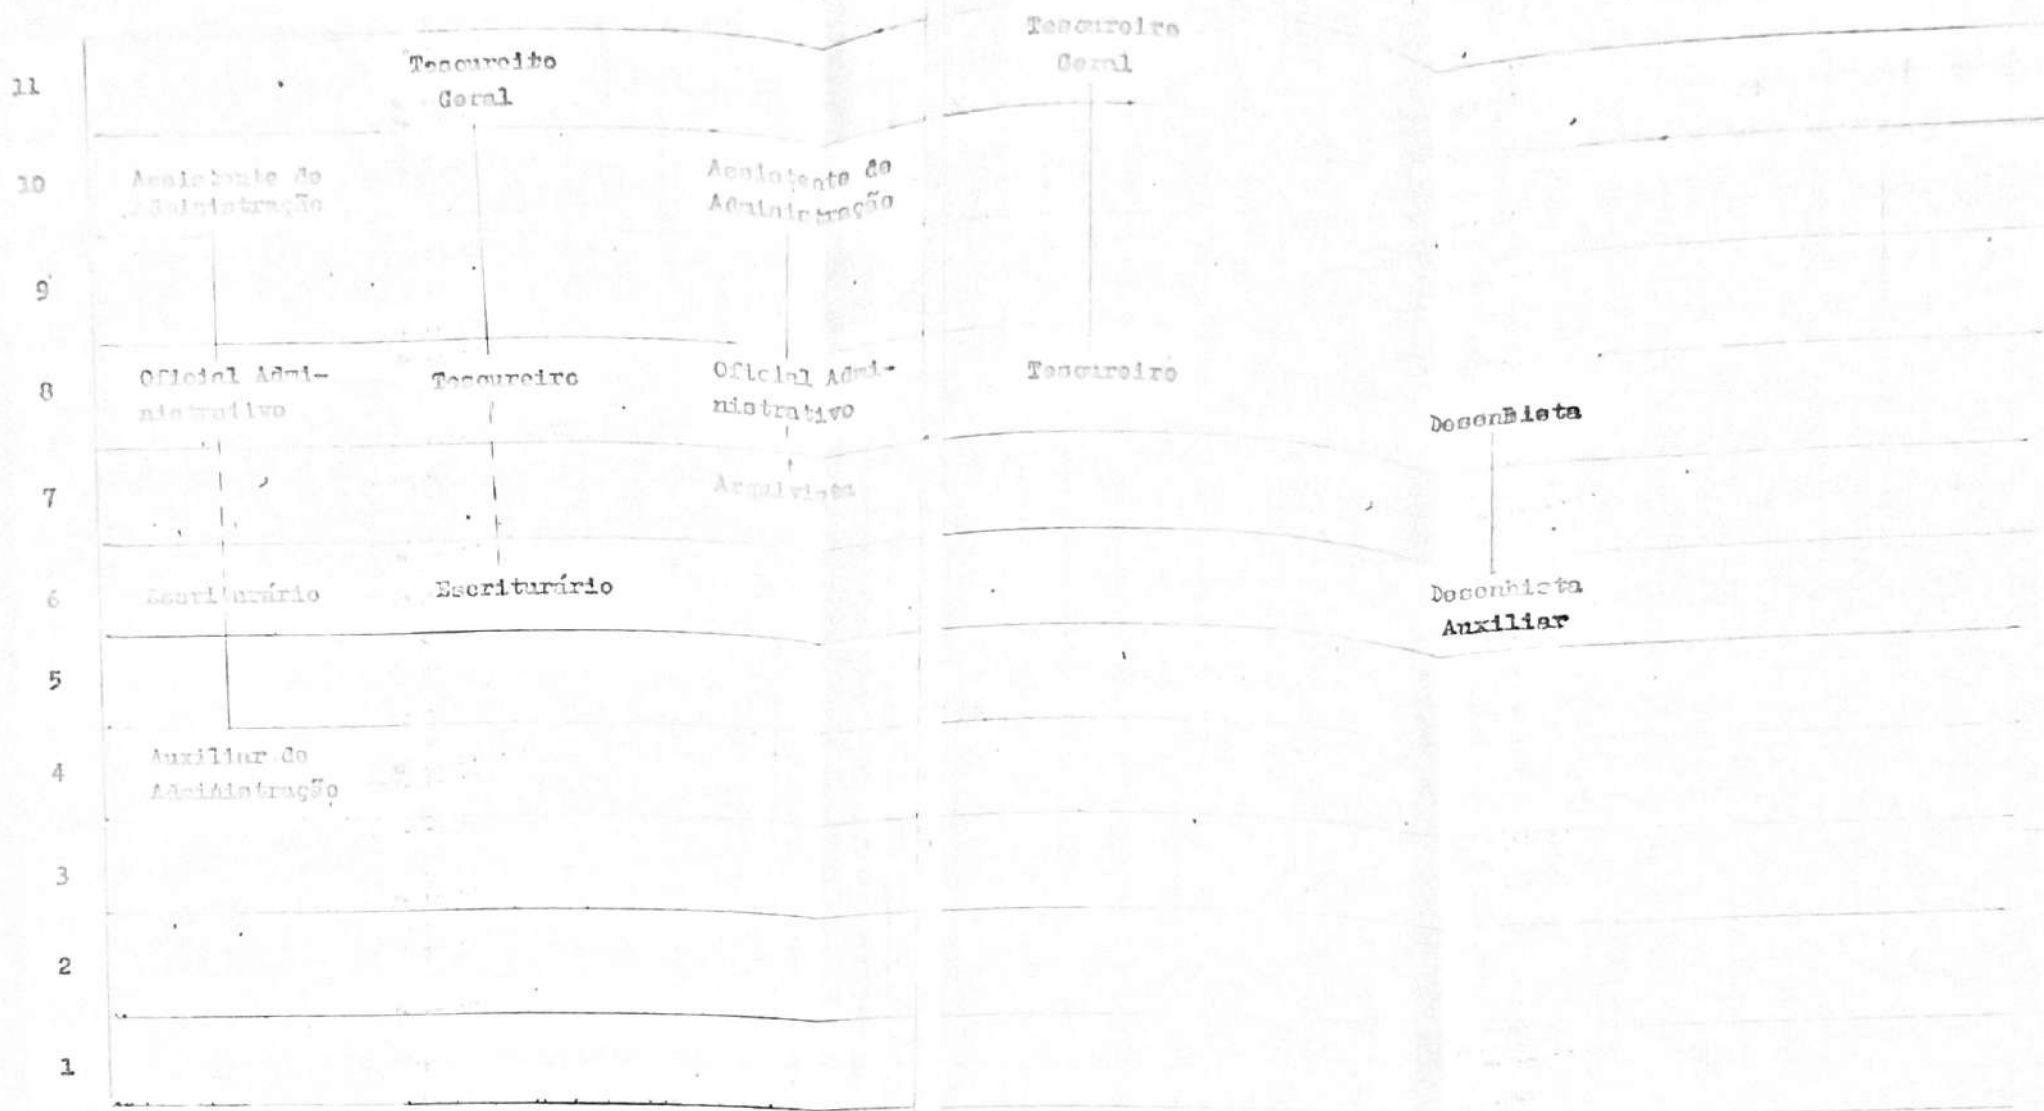 Tesoureiro
11
Tesoureito
Geral
Geral
10
Assistente de
Administração
Assistente de
Administração
9
8
Oficial Admi-
nistrativo
Tesoureiro
Oficial Admi-
nistrativo
Tesoureiro
Desenhista
7
Arquivista
6
Escriturário
Escriturário
Desenhista
Auxiliar
5
4
Auxiliar de
Administração
3
2
1